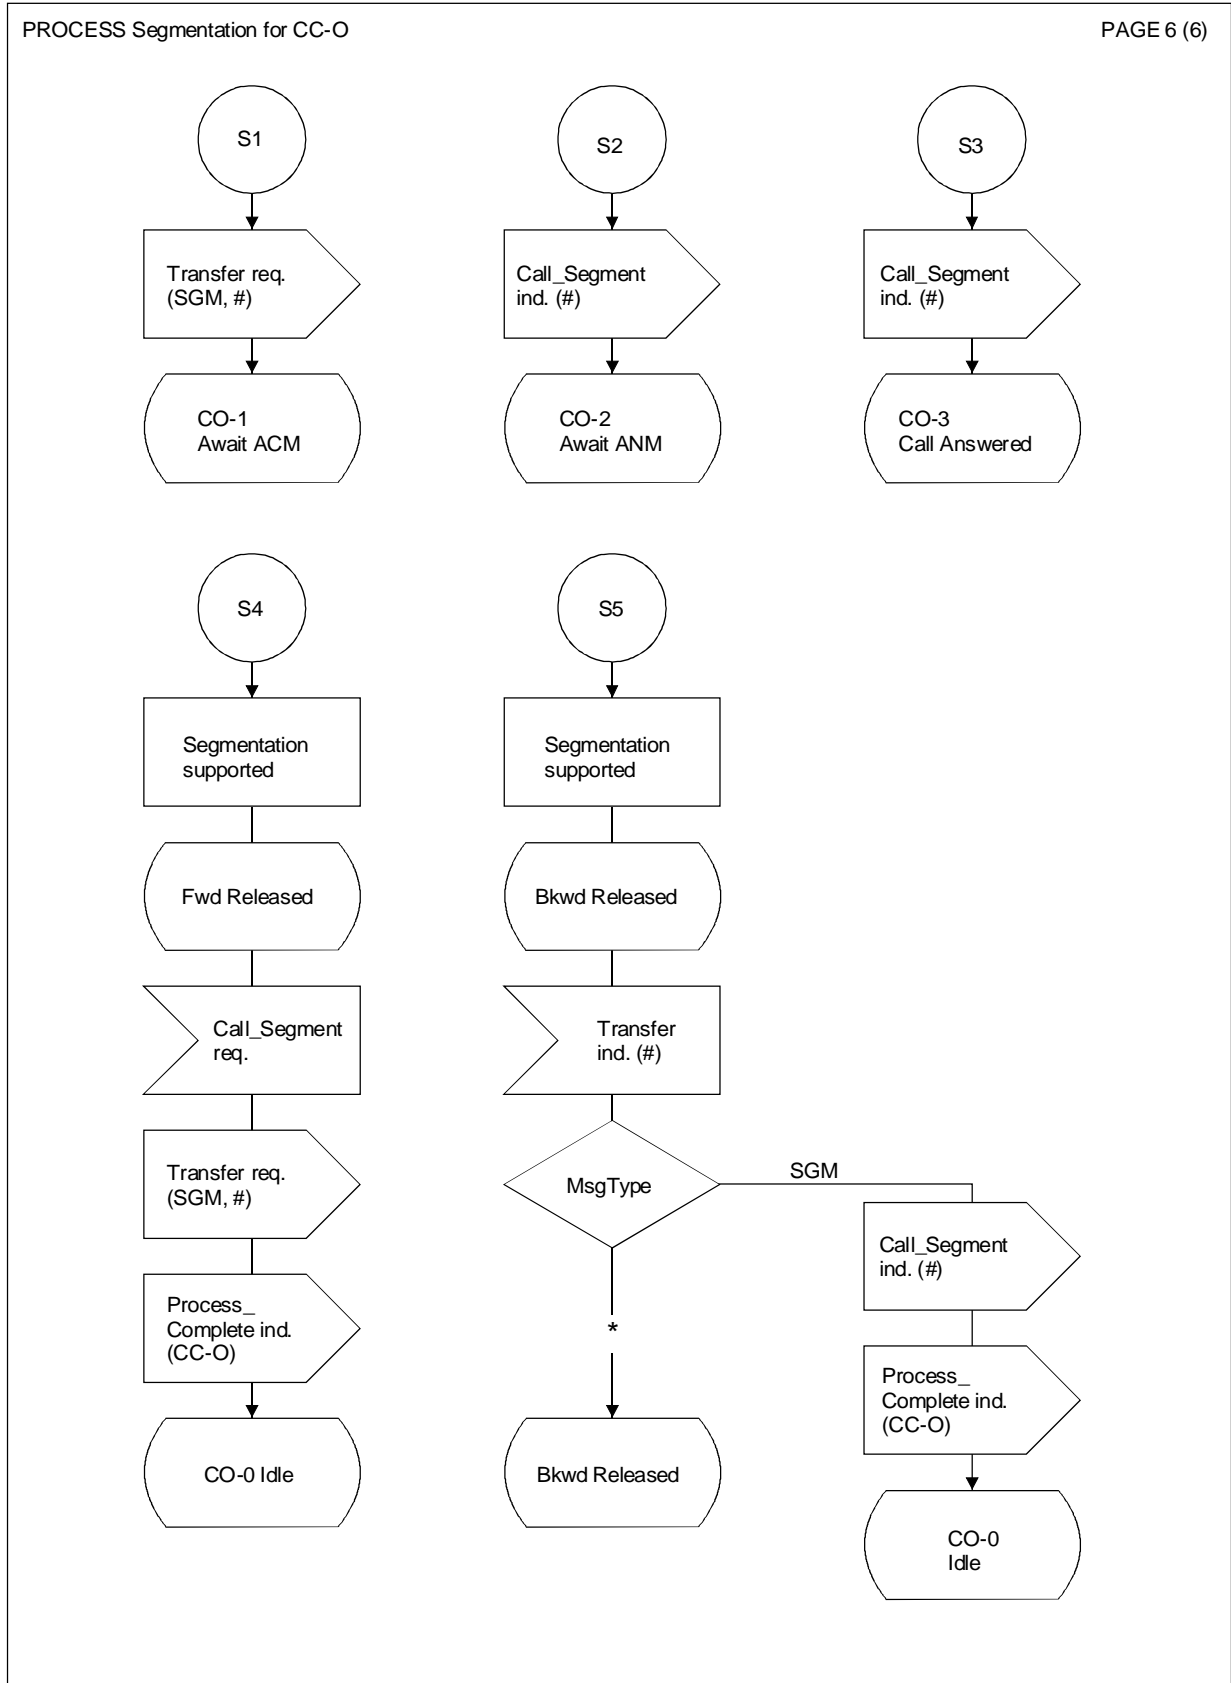 PROCESS Segmentation for CC-O
PAGE 6 (6)
S1
S2
S3
Transfer req.
(SGM, #)
Call_Segment
ind. (#)
Call_Segment
ind. (#)
CO-1
Await ACM
CO-2
Await ANM
CO-3
Call Answered
S4
S5
Segmentation
supported
Segmentation
supported
Fwd Released
Bkwd Released
Call_Segment
req.
Transfer
ind. (#)
Transfer req.
(SGM, #)
MsgType
SGM
Call_Segment
ind. (#)
Process_
Complete ind.
(CC-O)
*
Process_
Complete ind.
(CC-O)
CO-0 Idle
Bkwd Released
CO-0
Idle